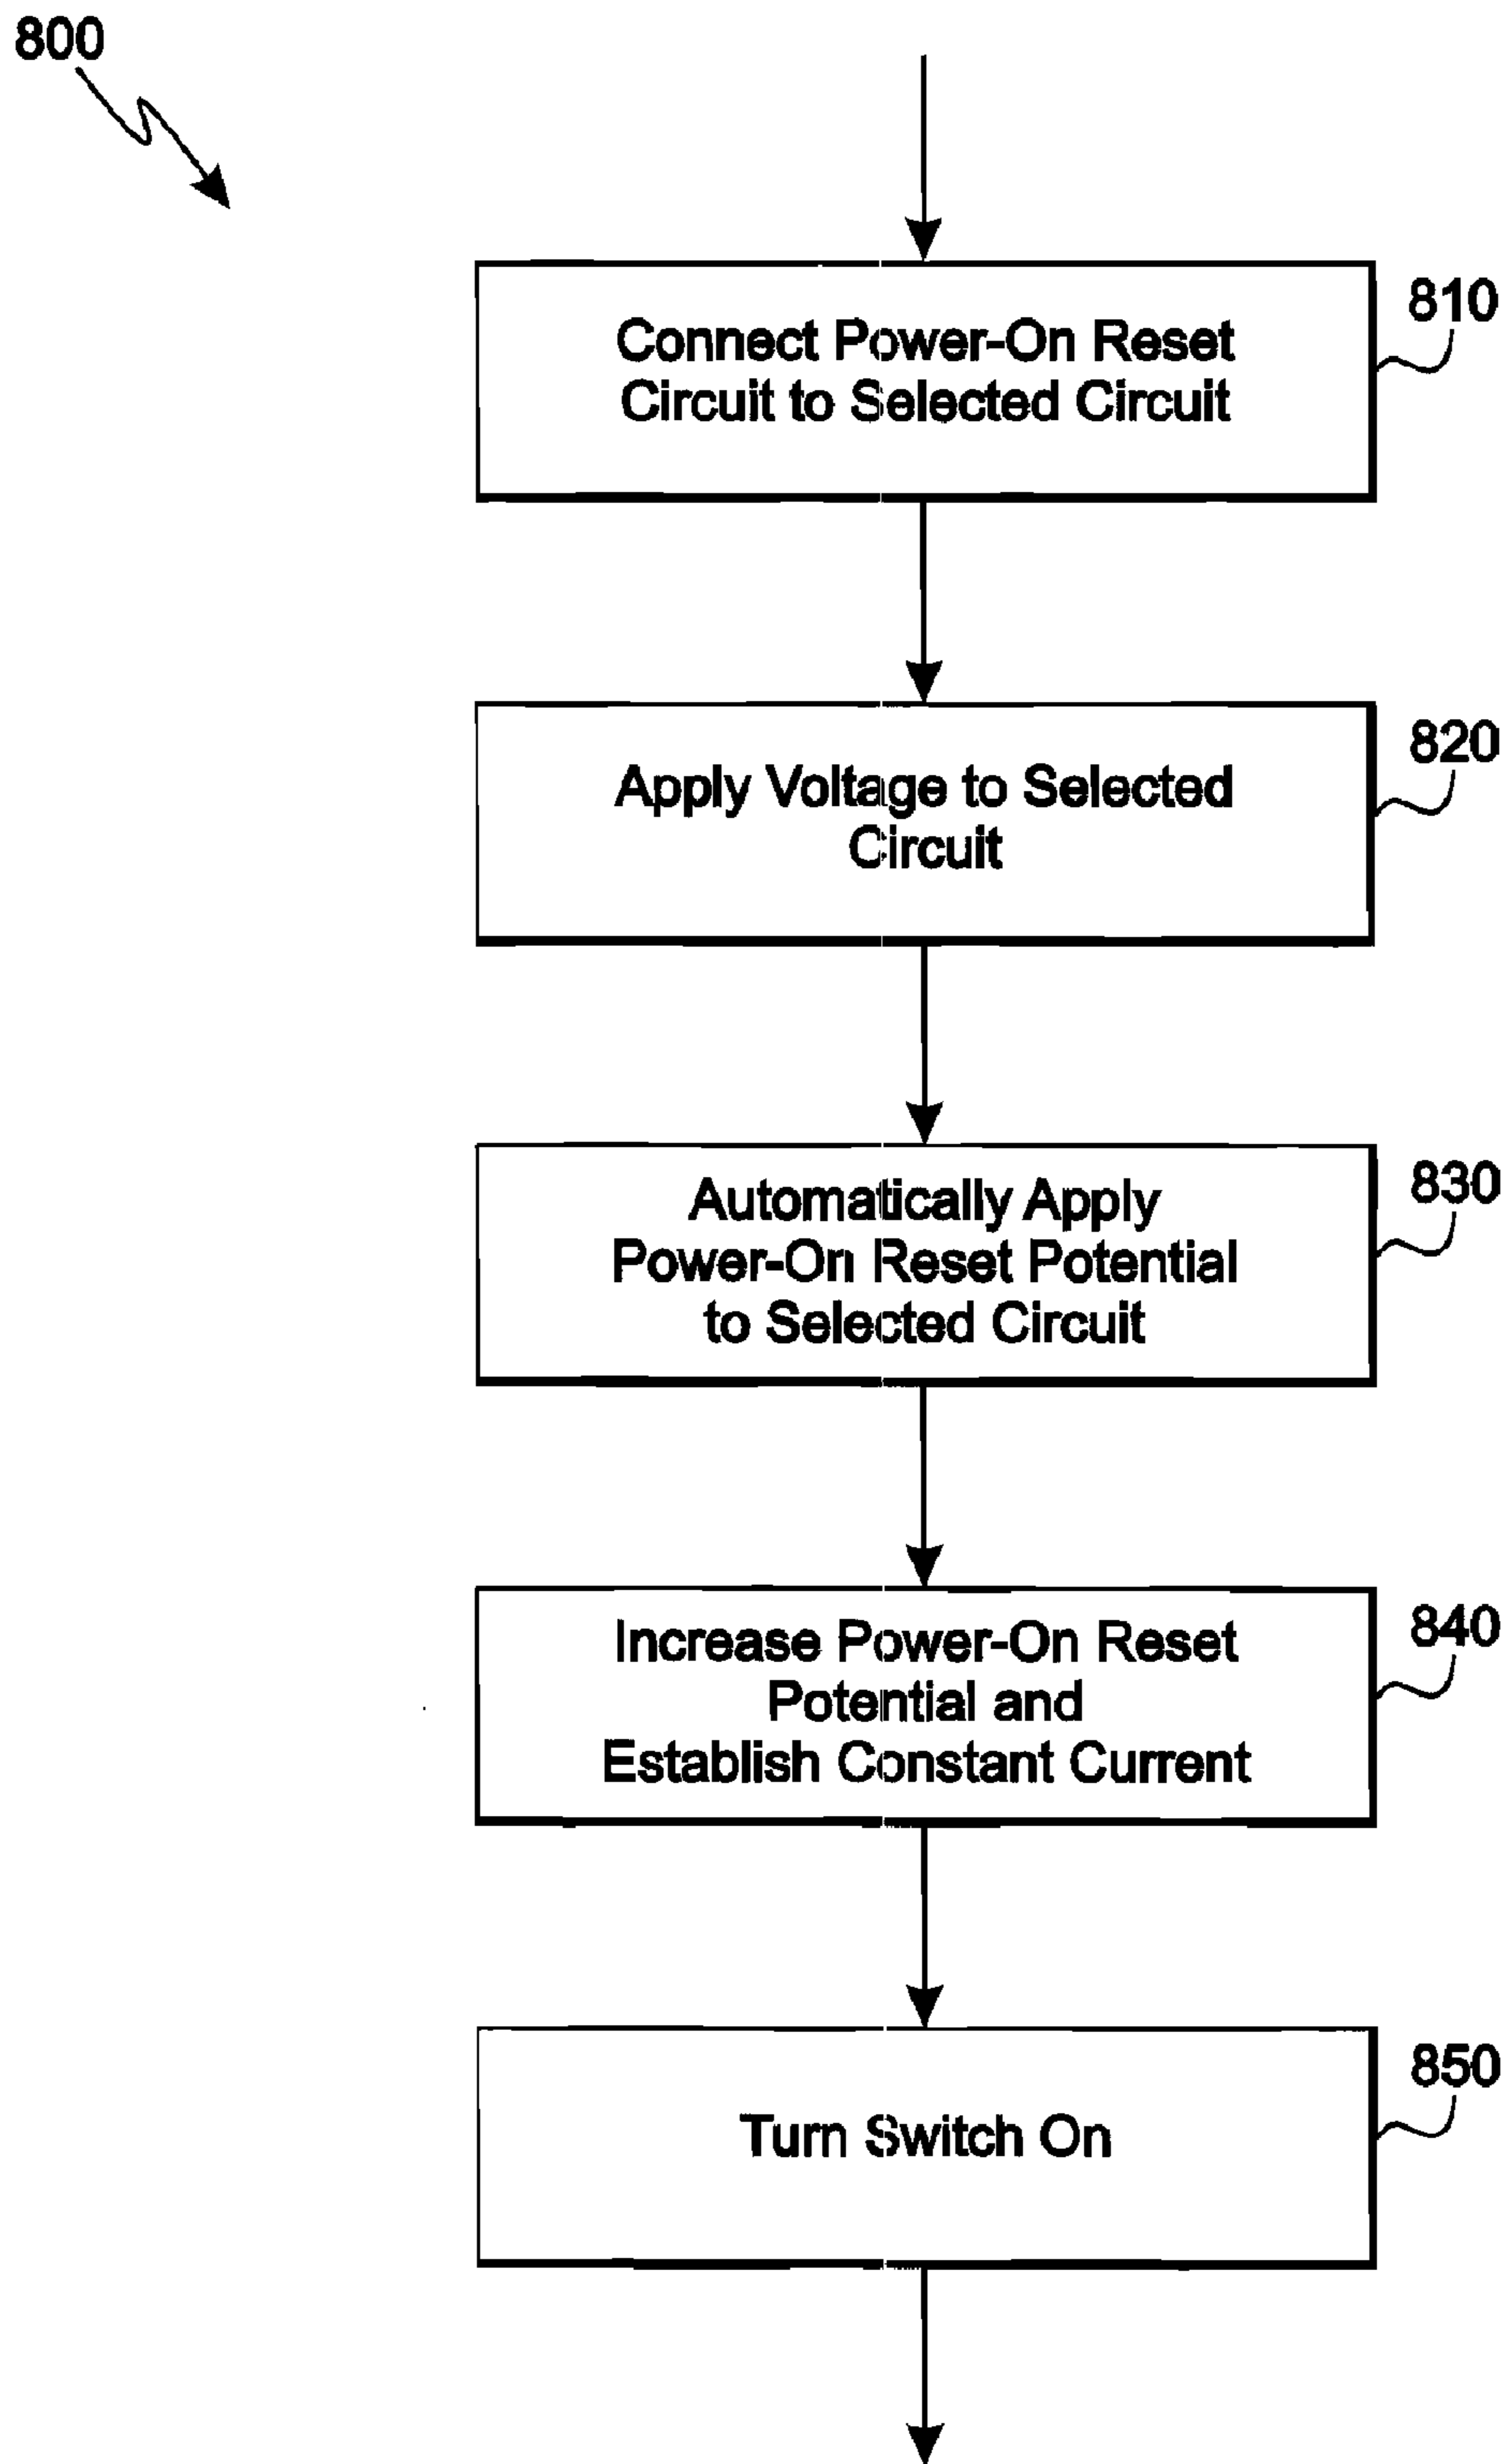 800
Connect Power-On Reset
Circuit to Selected Circuit
810
Apply Voltage to Selected
Circuit
820
Automatically Apply
Power-On Reset Potential
to Selected Circuit
830
Increase Power-On Reset
Potential and
Establish Constant Current
840
Turn Switch On
850